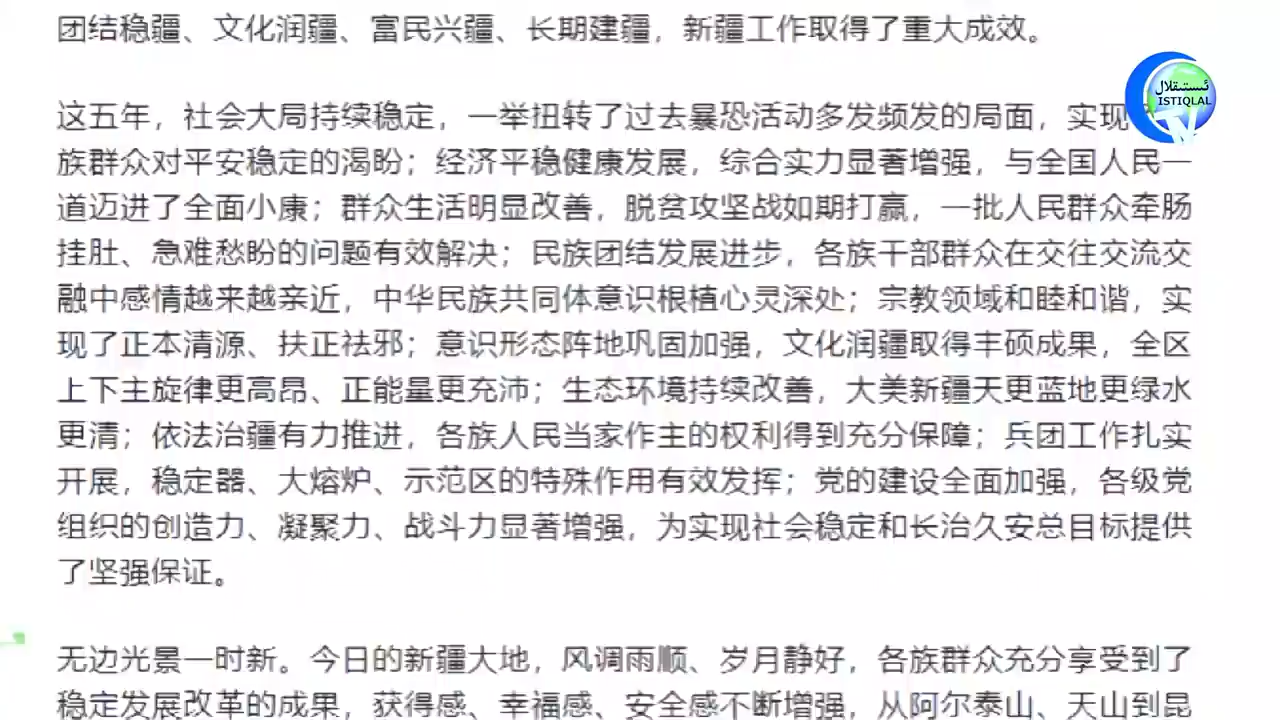 团结稳疆、文化润疆、富民兴疆、长期建疆，新疆工作取得了重大成效。
这五年，社会大局持续稳定，一举扭转了过去暴恐活动多发频发的局面，实现
族群众对平安稳定的渴盼；经济平稳健康发展，综合实力显著增强，与全国人民一
道迈进了全面小康；群众生活明显改善，脱贫攻坚战如期打赢，一批人民群众牵肠
挂肚、急难愁盼的问题有效解决；民族团结发展进步，各族干部群众在交往交流交
融中感情越来越亲近，中华民族共同体意识根植心灵深处；宗教领域和睦和谐，实
现了正本清源、扶正祛邪；意识形态阵地巩固加强，文化润疆取得丰硕成果，全区
上下主旋律更高昂、正能量更充沛；生态环境持续改善，大美新疆天更蓝地更绿水
更清；依法治疆有力推进，各族人民当家作主的权利得到充分保障；兵团工作扎实
开展，稳定器、大熔炉、示范区的特殊作用有效发挥；党的建设全面加强，各级党
组织的创造力、凝聚力、战斗力显著增强，为实现社会稳定和长治久安总目标提供
了坚强保证。
无边光景一时新。今日的新疆大地，风调雨顺、岁月静好，各族群众充分享受到了
稳定发展改革的成果，获得感、幸福感、安全感不断增强，从阿尔泰山、天山到昆
ئىستىقلال
ISTIQLAL
TV